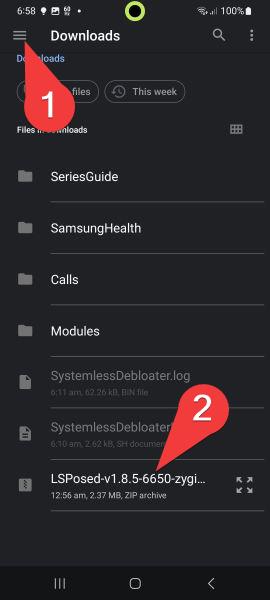 6:58 100%
Downloads
Downloads
files This week
Files in Downloads
SeriesGuide
SamsungHealth
Calls
Modules
SystemlessDebloater.log
6:11 am, 62.26 kB, BIN file
SystemlessDebloater
6:10 am, 2.62 kB, SH document
LSPosed-v1.8.5-6650-zygi...
12:56 am, 2.37 MB, ZIP archive
1
2